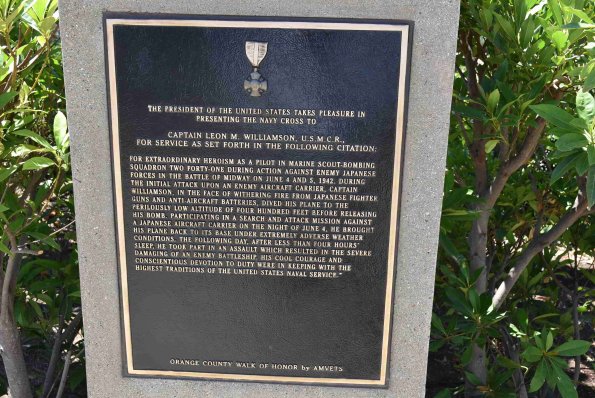 THE PRESIDENT OF THE UNITED STATES TAKES PLEASURE IN
PRESENTING THE NAVY CROSS TO
CAPTAIN LEON M. WILLIAMSON, U.S.M.C.R.,
FOR SERVICE AS SET FORTH IN THE FOLLOWING CITATION:
FOR EXTRAORDINARY HEROISM AS A PILOT IN MARINE SCOUT-BOMBING
SQUADRON TWO FORTY-ONE DURING ACTION AGAINST ENEMY JAPANESE
FORCES IN THE BATTLE OF MIDWAY ON JUNE 4 AND 5, 1942. DURING
THE INITIAL ATTACK UPON AN ENEMY AIRCRAFT CARRIER, CAPTAIN
WILLIAMSON, IN THE FACE OF WITHERING FIRE FROM JAPANESE FIGHTER
GUNS AND ANTI-AIRCRAFT BATTERIES, DIVED HIS PLANE TO THE
PERILOUSLY LOW ALTITUDE OF FOUR HUNDRED FEET BEFORE RELEASING
HIS BOMB. PARTICIPATING IN A SEARCH AND ATTACK MISSION AGAINST
A JAPANESE AIRCRAFT CARRIER ON THE NIGHT OF JUNE 4, HE BROUGHT
HIS PLANE BACK TO ITS BASE UNDER EXTREMELY ADVERSE WEATHER
CONDITIONS. THE FOLLOWING DAY, AFTER LESS THAN FOUR HOURS'
SLEEP, HE TOOK PART IN AN ASSAULT WHICH RESULTED IN THE SEVERE
DAMAGING OF AN ENEMY BATTLESHIP. HIS COOL COURAGE AND
CONSCIENTIOUS DEVOTION TO DUTY WERE IN KEEPING WITH THE
HIGHEST TRADITIONS OF THE UNITED STATES NAVAL SERVICE."
ORANGE COUNTY WALK OF HONOR by AMVETS